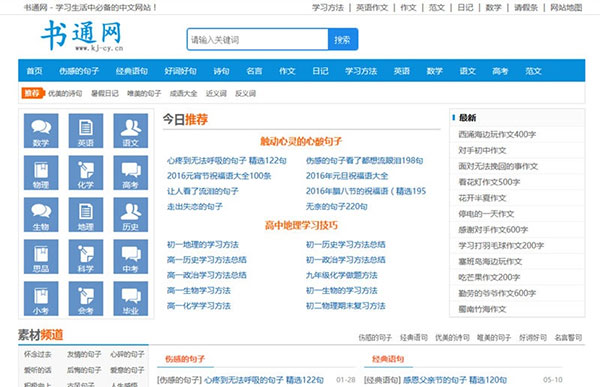 书通网 - 学习生活中必备的中文网站！ 学习方法 | 英语作文 | 作文 | 范文 | 日记 | 数学 | 请假条 | 网站地图
书通网
www.kj-cy.cn
请输入关键词 搜索
首页 伤感的句子 经典语句 好词好句 诗句 名言 作文 日记 学习方法 英语 数学 语文 高考 范文
推荐 优美的诗句 暑假日记 唯美的句子 成语大全 近义词 反义词
数学 英语 语文
物理 化学 高考
生物 地理 历史
思品 科学 中考
小考 会考 毕业
今日推荐
触动心灵的心酸句子
心疼到无法呼吸的句子 精选122句 伤感的句子看了都想流眼泪198句
2016元宵节祝福语大全100条 2016年元旦祝福语大全
让人看了流泪的句子 2016年腊八节的祝福语（精选195
走出失恋的句子 无奈的句子220句
高中地理学习技巧
初一地理的学习方法 初一历史学习方法总结
高一历史学习方法总结 初一政治学习方法总结
高一政治学习方法总结 九年级化学做题方法
高一生物学习方法 初一生物的学习方法
高一化学学习方法 初二物理期末复习方法
最新
西浦海边玩作文400字
对手初中作文
面对无法挽回的事作文
看花灯作文500字
花开半夏作文
停电的一天作文
感谢对手作文600字
学习打羽毛球作文200字
塞班岛海边玩作文
吃芒果作文200字
勤劳的爷爷作文600字
蜀南竹海作文
素材频道 伤感的句子 经典语句 优美的诗句 唯美的句子 好词好句 名言警句
怀念过去 友情的句子 心碎的句子
爱听的话 后悔的句子 爱意的句子
伤感的句子 经典语句
[伤感的句子] 心疼到无法呼吸的句子 精选122句 01-28 [经典语句] 感恩父亲节的句子 精选120句 05-10